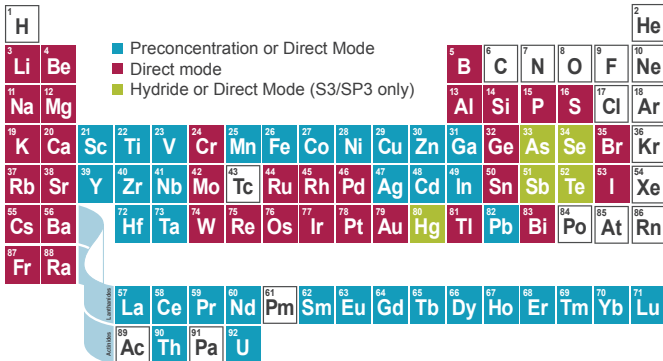 1 2
H He
Preconcentration or Direct Mode
Direct mode
Hydride or Direct Mode (S3/SP3 only)
3 4 5 6 7 8 9 10
Li Be B C N O F Ne
11 12 13 14 15 16 17 18
Na Mg Al Si P S Cl Ar
19 20 21 22 23 24 25 26 27 28 29 30 31 32 33 34 35 36
K Ca Sc Ti V Cr Mn Fe Co Ni Cu Zn Ga Ge As Se Br Kr
37 38 39 40 41 42 43 44 45 46 47 48 49 50 51 52 53 54
Rb Sr Y Zr Nb Mo Tc Ru Rh Pd Ag Cd In Sn Sb Te I Xe
55 56 72 73 74 75 76 77 78 79 80 81 82 83 84 85 86
Cs Ba Hf Ta W Re Os Ir Pt Au Hg Tl Pb Bi Po At Rn
87 88
Fr Ra
Lanthanides
57 58 59 60 61 62 63 64 65 66 67 68 69 70 71
La Ce Pr Nd Pm Sm Eu Gd Tb Dy Ho Er Tm Yb Lu
Actinides
89 90 91 92
Ac Th Pa U